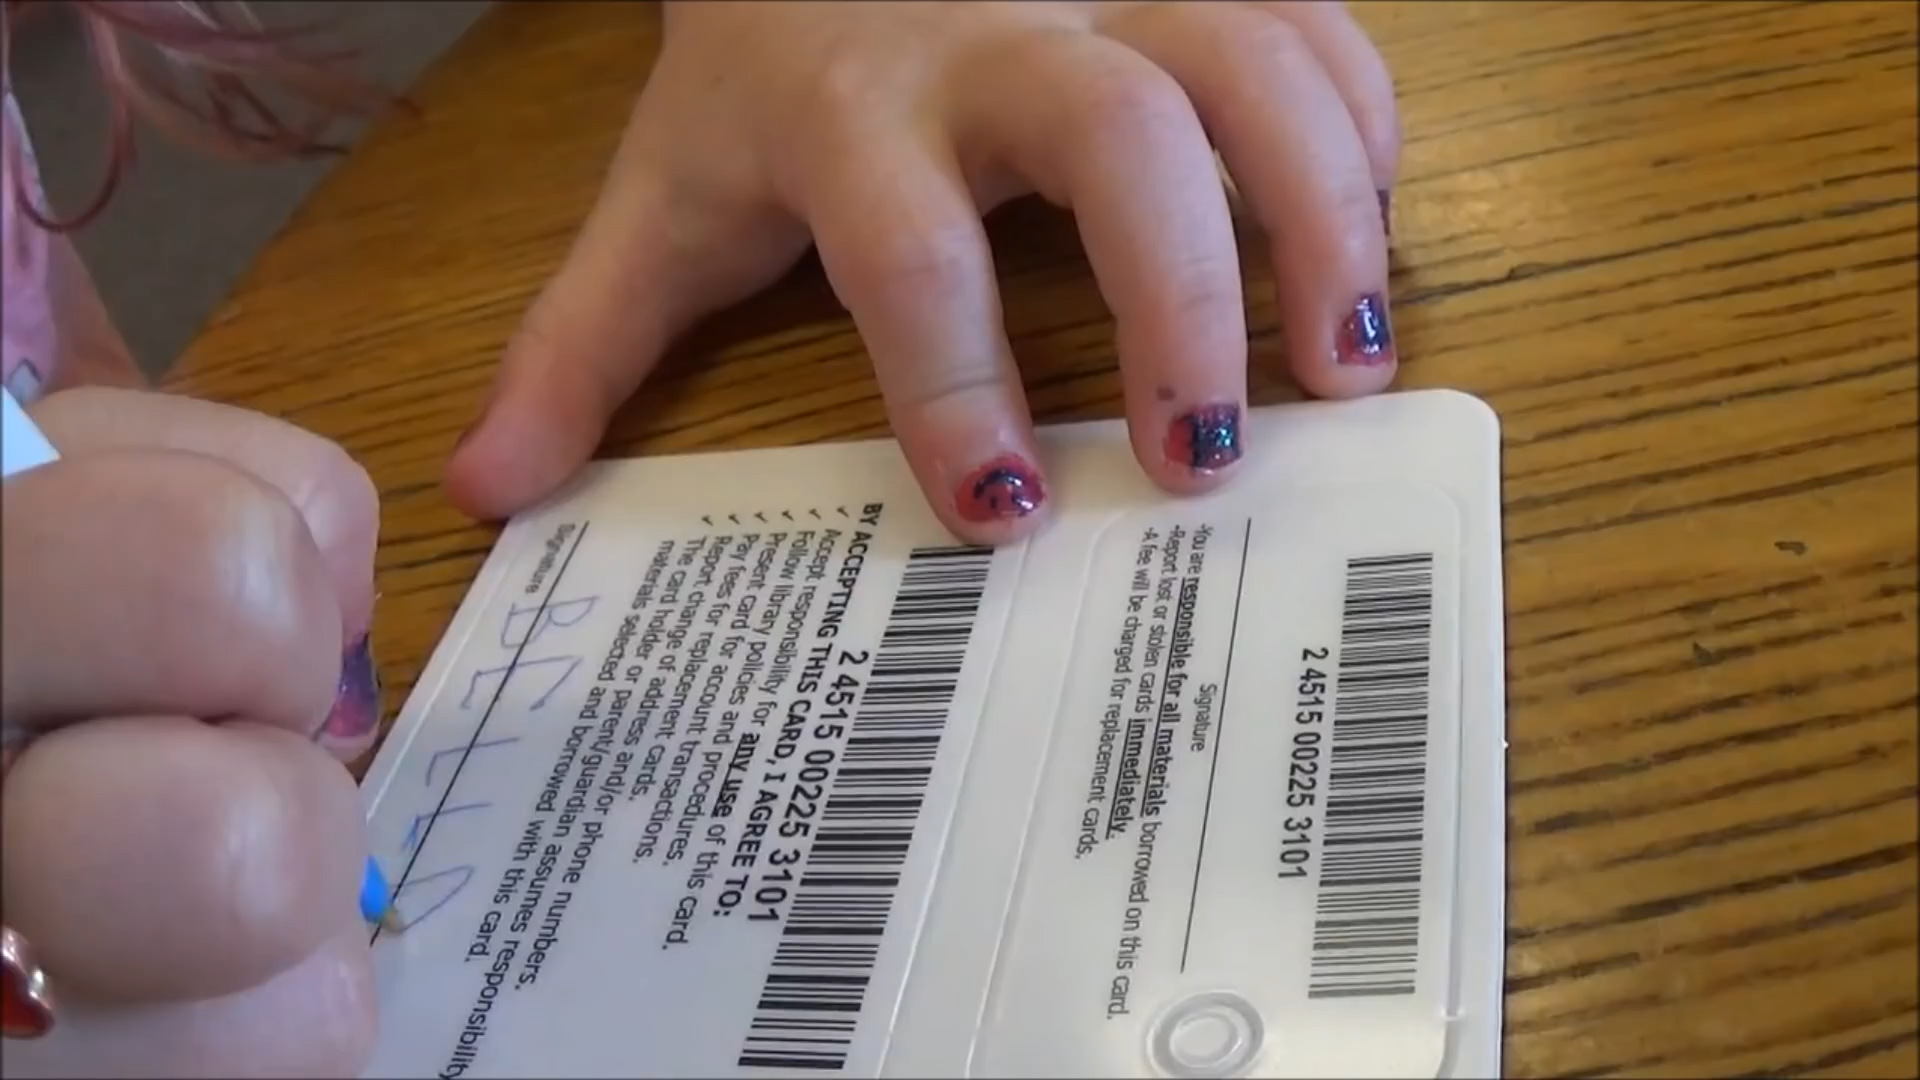 2 4515 00225 3101
Signature
•You are responsible for all materials borrowed on this card.
•Report lost or stolen cards immediately.
•A fee will be charged for replacement cards.
2 4515 00225 3101
BY ACCEPTING THIS CARD, I AGREE TO:
✓ Accept responsibility for any use of this card.
✓ Follow library policies and procedures.
✓ Present card for account transactions.
✓ Pay fees for replacement cards.
✓ Report change of address and/or phone numbers.
✓ The card holder or parent/guardian assumes responsibility
materials selected and borrowed with this card.
Signature
BELLA